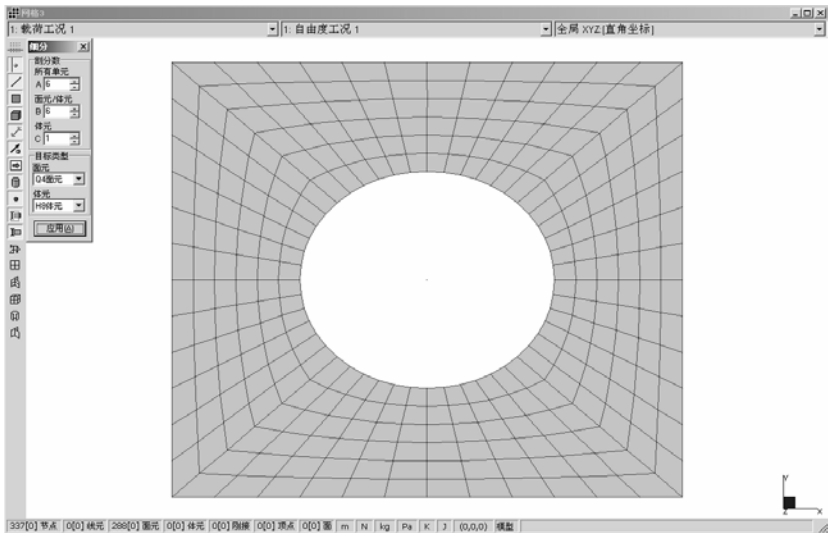 网格3
1: 载荷工况 1
1: 自由度工况 1
全局 XYZ [直角坐标]
细分
剖分数
所有单元
A 6
面元/体元
B 6
体元
C 1
目标类型
面元
Q4面元
体元
H8体元
应用(A)
Y
Z
X
337[0] 节点 0[0] 线元 288[0] 面元 0[0] 体元 0[0] 刚接 0[0] 顶点 0[0] 面 m N kg Pa K J (0,0,0) 模型